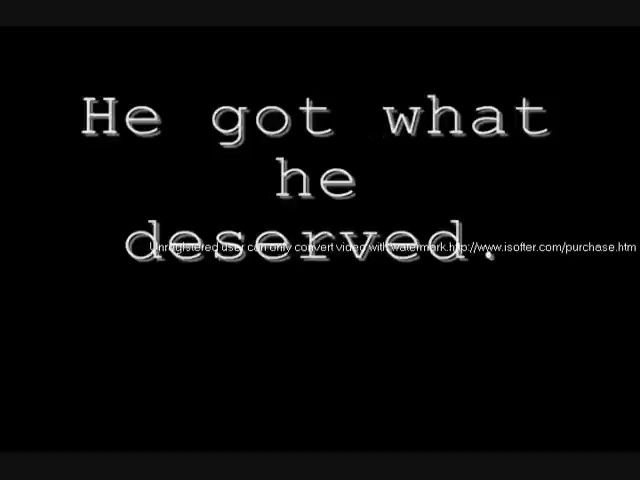 He got what
he
deserved.
Unregistered user can only convert video with watermark.http://www.isofter.com/purchase.htm